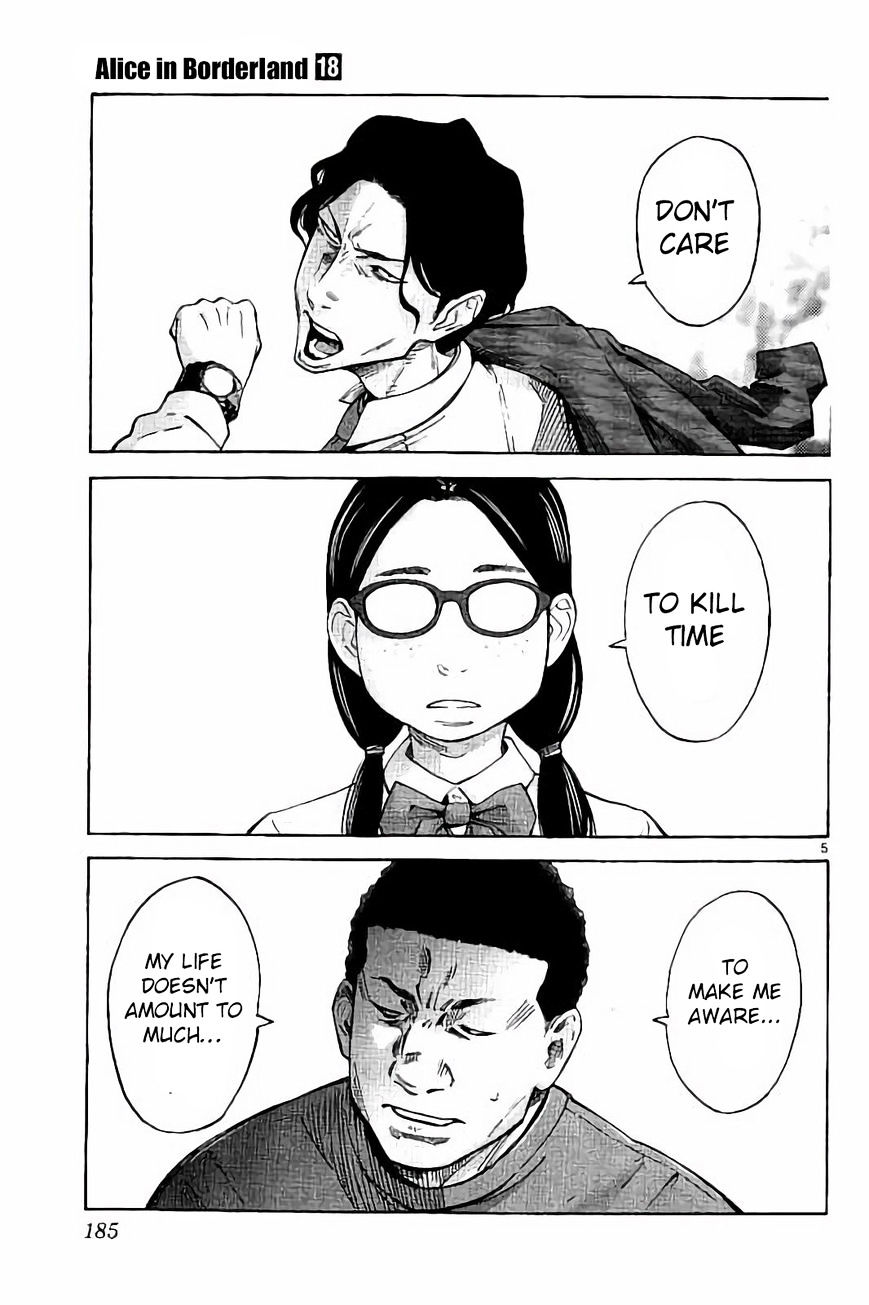 Alice in Borderland 18
DON'T
CARE
TO KILL
TIME
5
TO
MAKE ME
AWARE...
MY LIFE
DOESN'T
AMOUNT TO
MUCH...
185